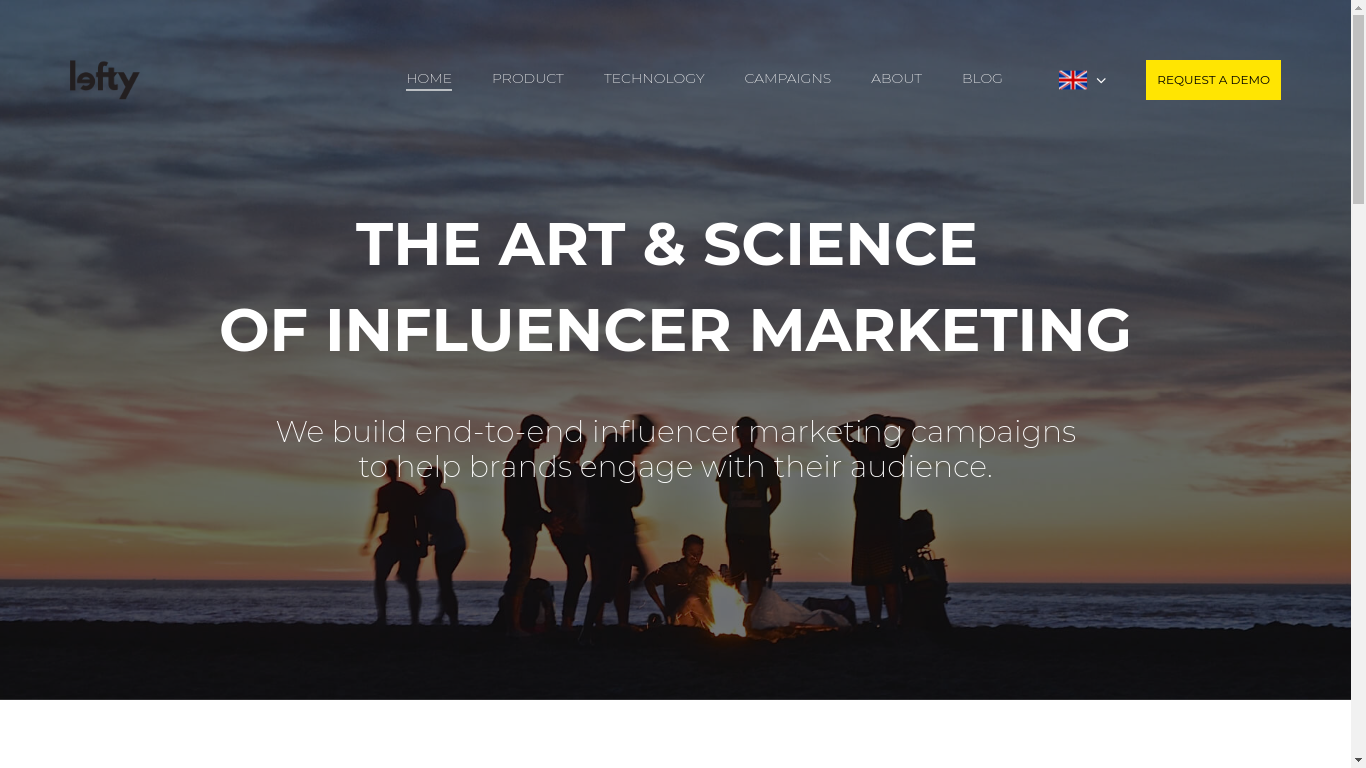 lefty
HOME PRODUCT TECHNOLOGY CAMPAIGNS ABOUT BLOG REQUEST A DEMO
THE ART & SCIENCE
OF INFLUENCER MARKETING
We build end-to-end influencer marketing campaigns
to help brands engage with their audience.